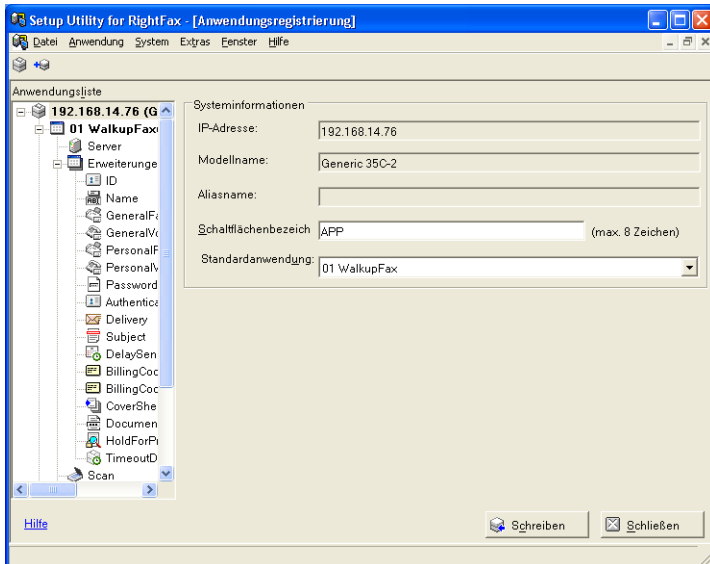 Setup Utility for RightFax - [Anwendungsregistrierung]
Datei Anwendung System Extras Fenster Hilfe
Anwendungsliste
192.168.14.76 (G
01 WalkupFax
Server
Erweiterunge
ID
Name
GeneralFa
GeneralVo
PersonalF
PersonalV
Password
Authentica
Delivery
Subject
DelaySen
BillingCod
BillingCod
CoverShe
Documen
HoldForPr
TimeoutD
Scan
Systeminformationen
IP-Adresse: 192.168.14.76
Modellname: Generic 35C-2
Aliasname:
Schaltflächenbezeich APP (max. 8 Zeichen)
Standardanwendung: 01 WalkupFax
Hilfe
Schreiben Schließen